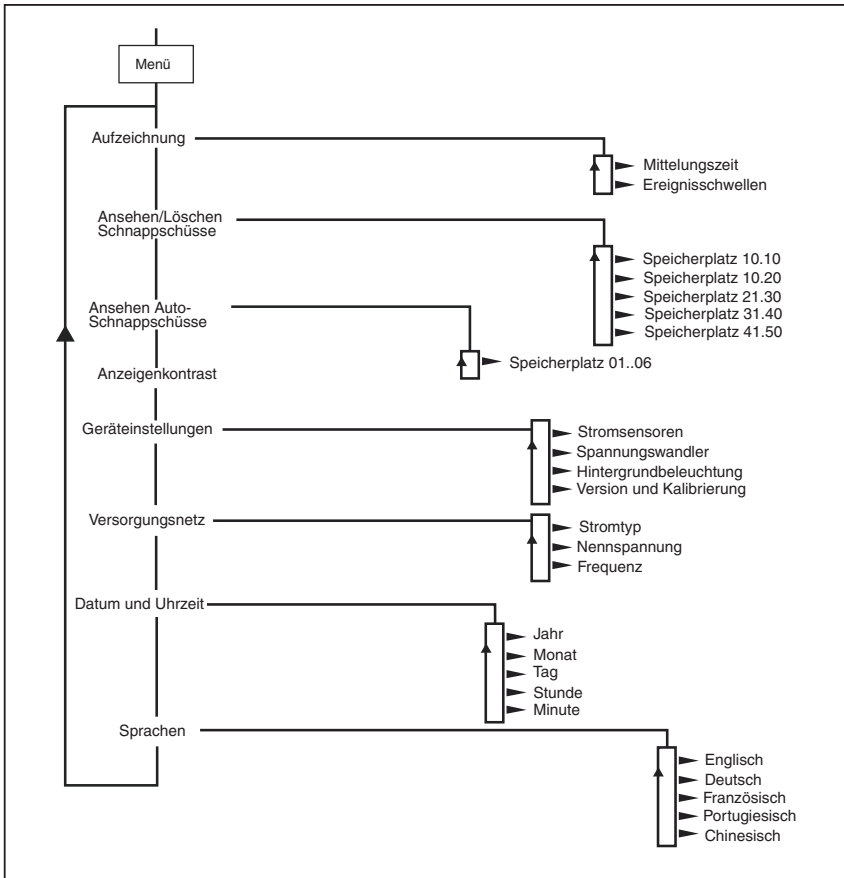 Menü
Aufzeichnung
Mittelungszeit
Ereignisschwellen
Ansehen/Löschen
Schnappschüsse
Speicherplatz 10.10
Speicherplatz 10.20
Speicherplatz 21.30
Speicherplatz 31.40
Speicherplatz 41.50
Ansehen Auto-
Schnappschüsse
Speicherplatz 01..06
Anzeigenkontrast
Geräteinstellungen
Stromsensoren
Spannungswandler
Hintergrundbeleuchtung
Version und Kalibrierung
Versorgungsnetz
Stromtyp
Nennspannung
Frequenz
Datum und Uhrzeit
Jahr
Monat
Tag
Stunde
Minute
Sprachen
Englisch
Deutsch
Französisch
Portugiesisch
Chinesisch